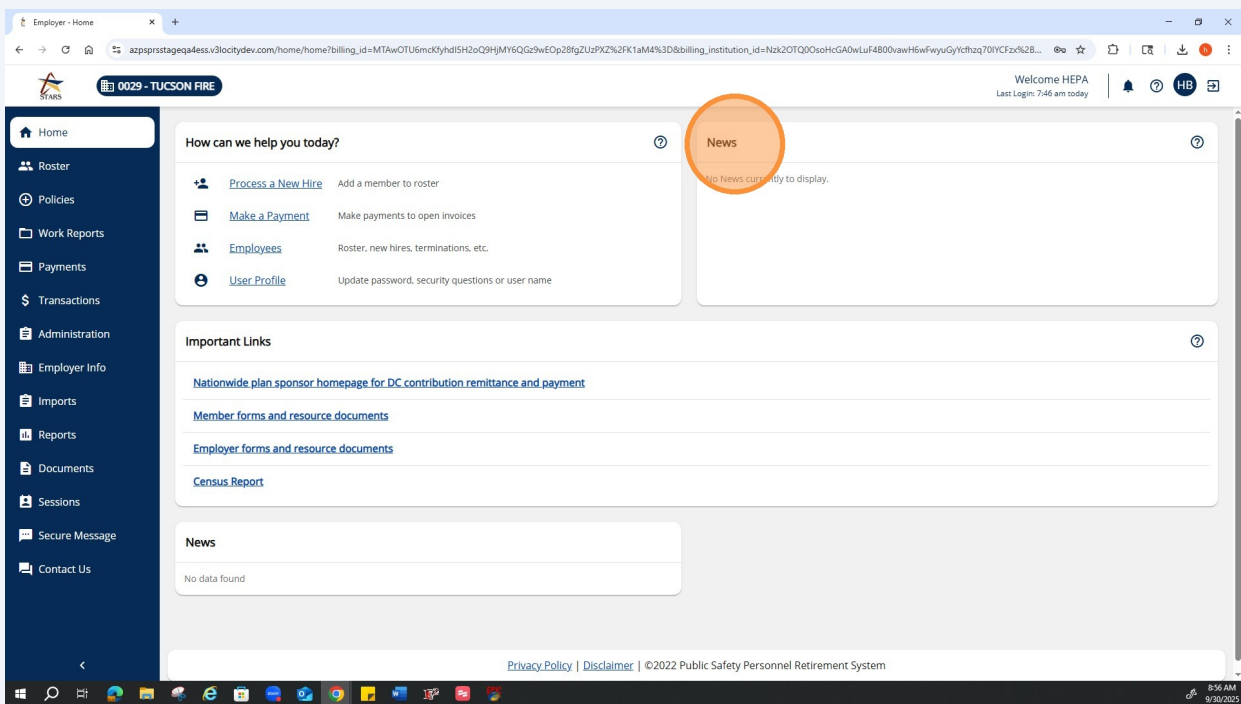 Employer - Home
azpsprsstageqa4ess.v3locitydev.com/home/home?billing_id=MTAwOTU6mcKfyhdISH2oQ9HjMY6QGz9wEOp28fgZUzPXZ%2FK1aM4%3D&billing_institution_id=Nzk2OTQ0OsoHcGA0wLuF4B00vawH6wFwyuGyYcfhzq70IYCFzx%2B...
STARS
0029 - TUCSON FIRE
Welcome HEPA
Last Login: 7:46 am today
HB
Home
Roster
Policies
Work Reports
Payments
Transactions
Administration
Employer Info
Imports
Reports
Documents
Sessions
Secure Message
Contact Us
How can we help you today?
Process a New Hire Add a member to roster
Make a Payment Make payments to open invoices
Employees Roster, new hires, terminations, etc.
User Profile Update password, security questions or user name
News
No News currently to display.
Important Links
Nationwide plan sponsor homepage for DC contribution remittance and payment
Member forms and resource documents
Employer forms and resource documents
Census Report
News
No data found
Privacy Policy | Disclaimer | ©2022 Public Safety Personnel Retirement System
8:56 AM
9/30/2025